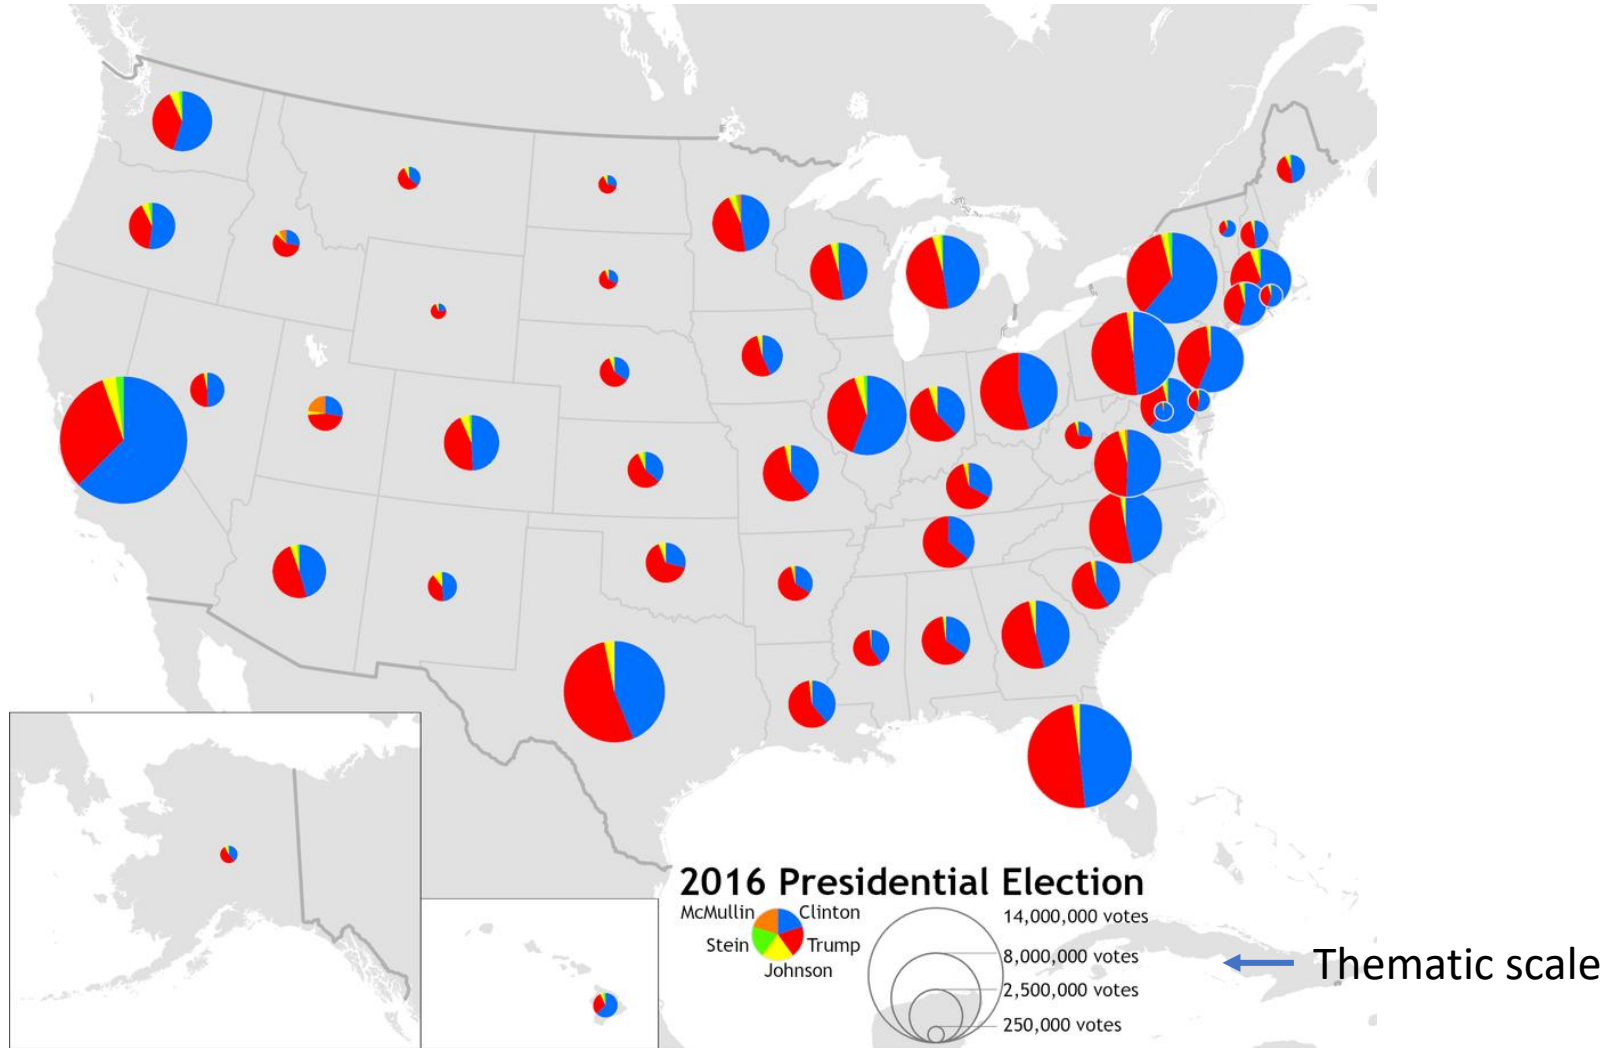 2016 Presidential Election
McMullin Clinton
Stein Trump
Johnson
14,000,000 votes
8,000,000 votes
2,500,000 votes
250,000 votes
Thematic scale